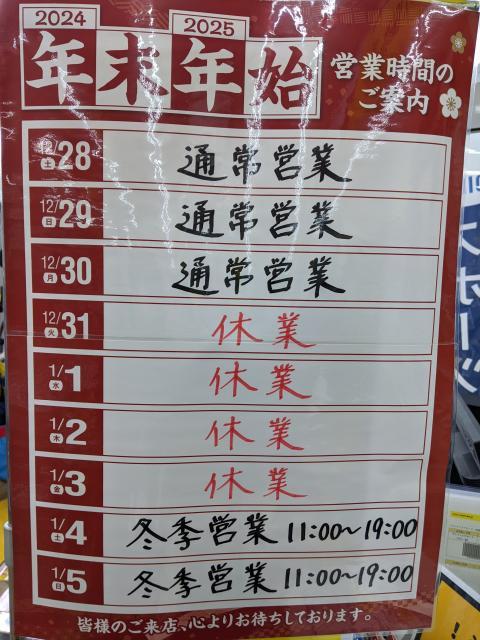 2024
2025
年末年始
営業時間の
ご案内
12/28 土 通常営業
12/29 日 通常営業
12/30 月 通常営業
12/31 火 休業
1/1 水 休業
1/2 木 休業
1/3 金 休業
1/4 土 冬季営業 11:00~19:00
1/5 日 冬季営業 11:00~19:00
皆様のご来店、心よりお待ちしております。